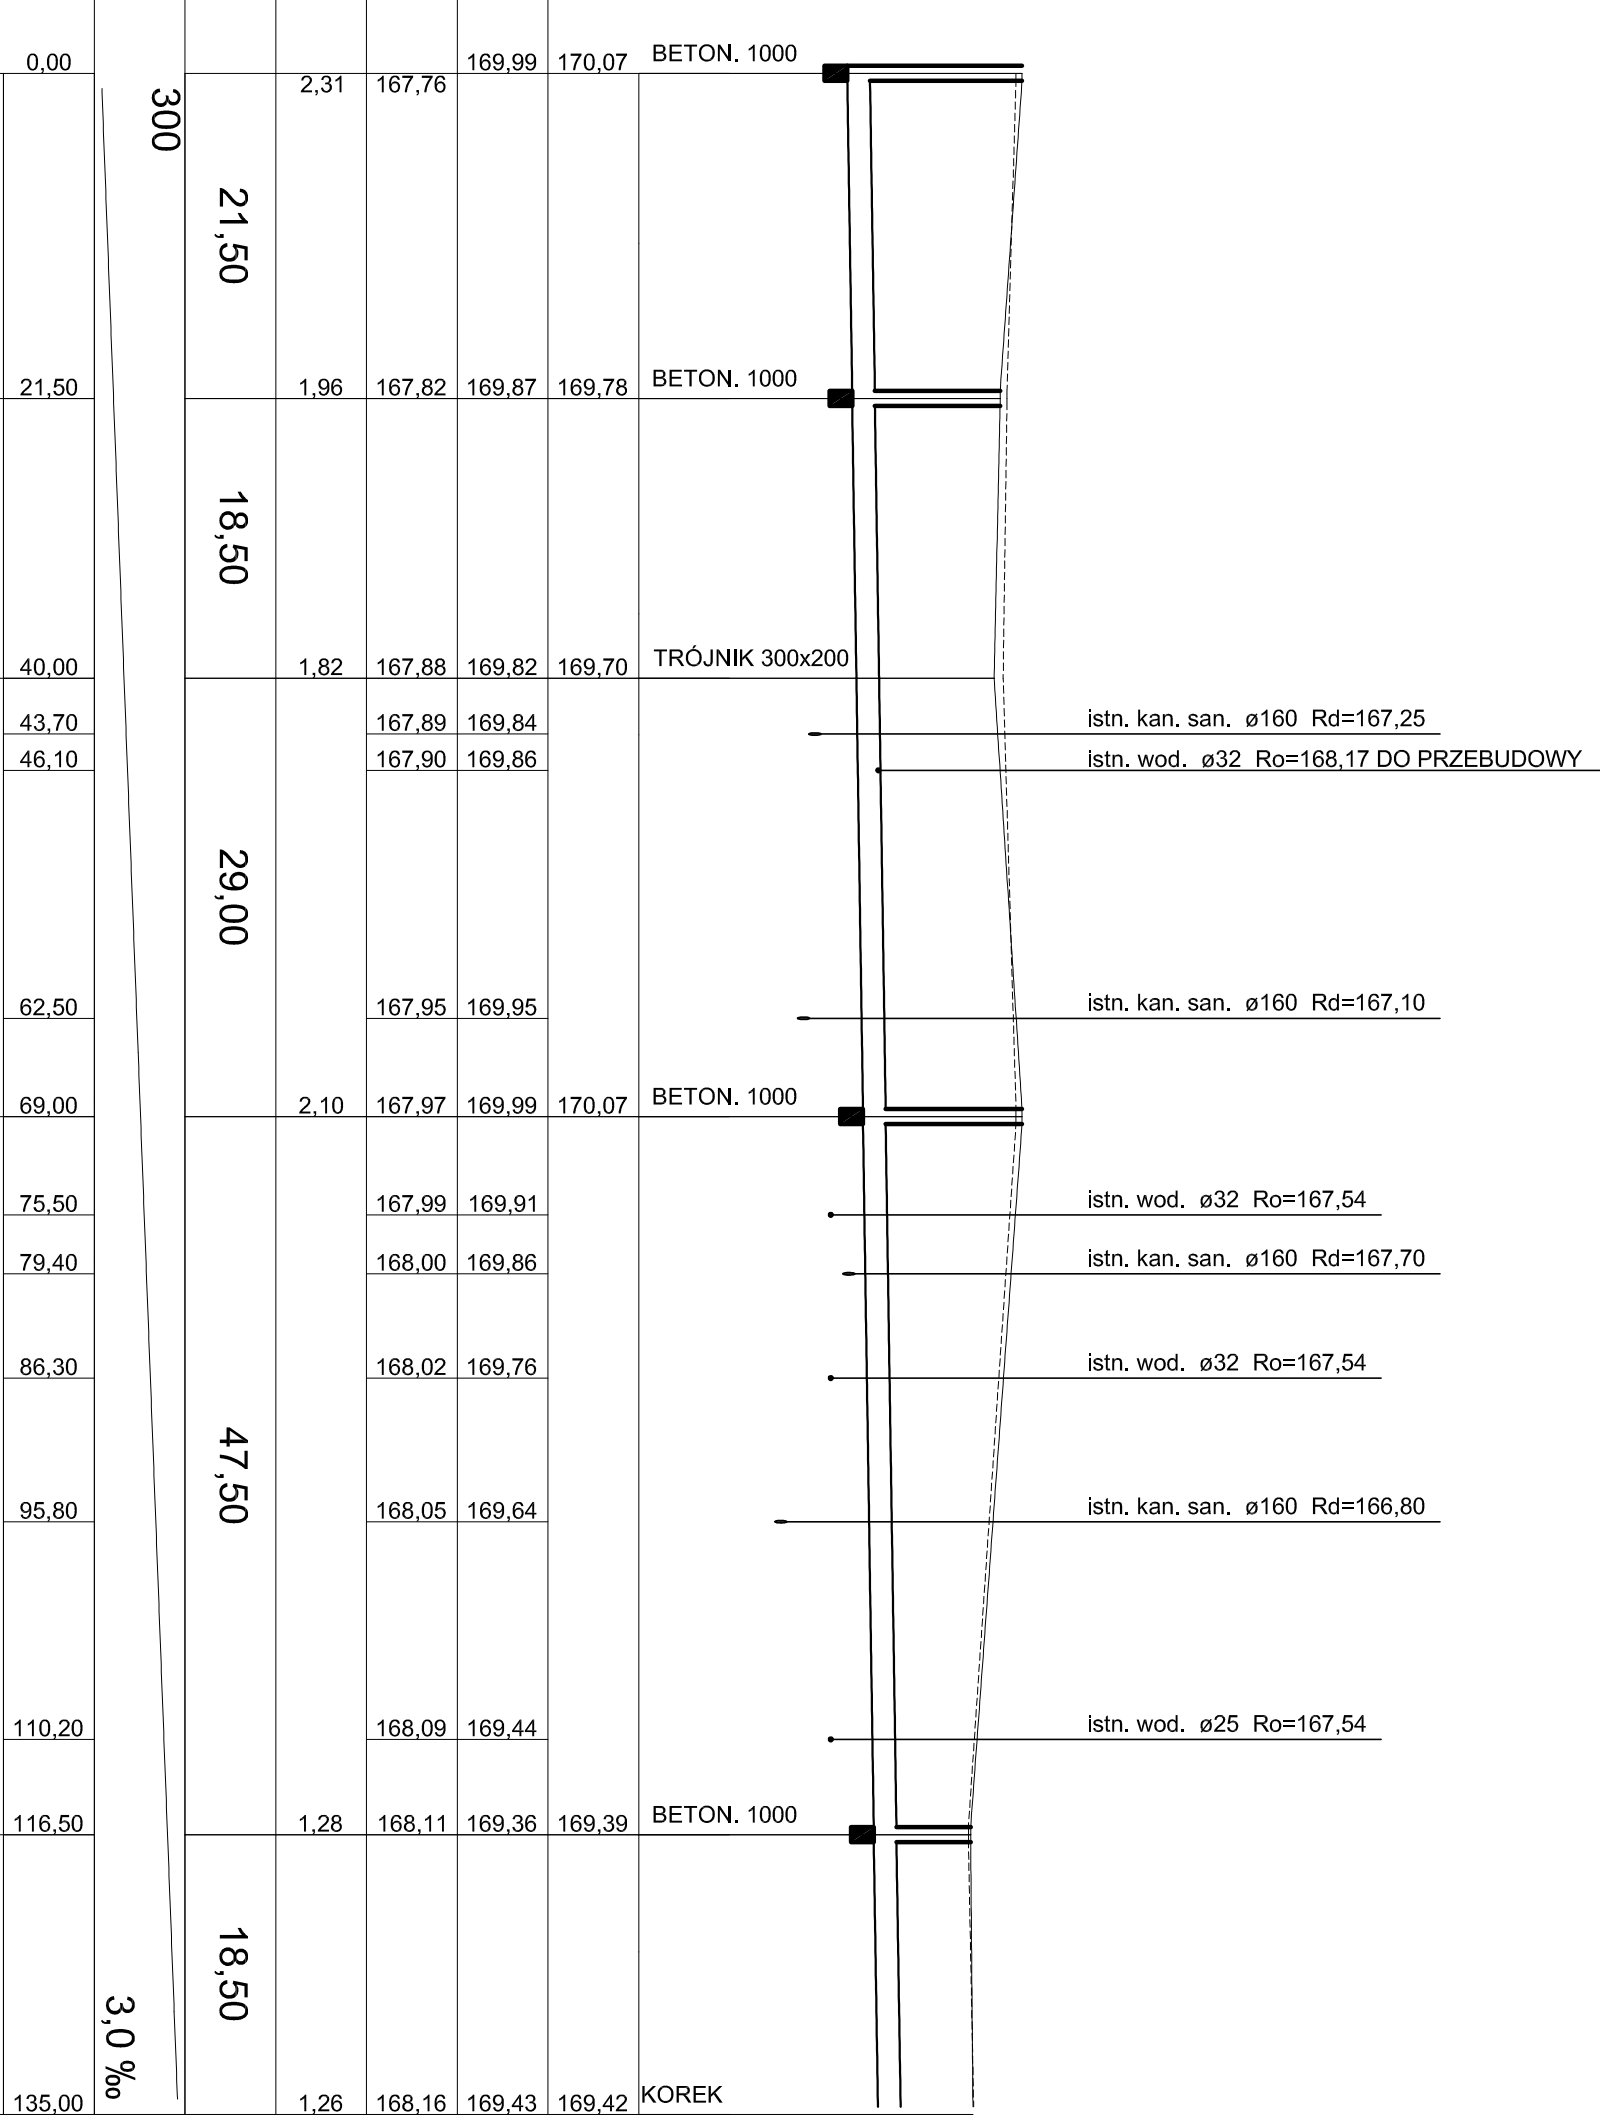 0,00 2,31 167,76 169,99 170,07 BETON. 1000
300
21,50
21,50 1,96 167,82 169,87 169,78 BETON. 1000
18,50
40,00 1,82 167,88 169,82 169,70 TRÓJNIK 300x200
43,70 167,89 169,84 istn. kan. san. ø160 Rd=167,25
46,10 167,90 169,86 istn. wod. ø32 Ro=168,17 DO PRZEBUDOWY
29,00
62,50 167,95 169,95 istn. kan. san. ø160 Rd=167,10
69,00 2,10 167,97 169,99 170,07 BETON. 1000
75,50 167,99 169,91 istn. wod. ø32 Ro=167,54
79,40 168,00 169,86 istn. kan. san. ø160 Rd=167,70
86,30 168,02 169,76 istn. wod. ø32 Ro=167,54
47,50
95,80 168,05 169,64 istn. kan. san. ø160 Rd=166,80
110,20 168,09 169,44 istn. wod. ø25 Ro=167,54
116,50 1,28 168,11 169,36 169,39 BETON. 1000
18,50
3,0 ‰
135,00 1,26 168,16 169,43 169,42 KOREK